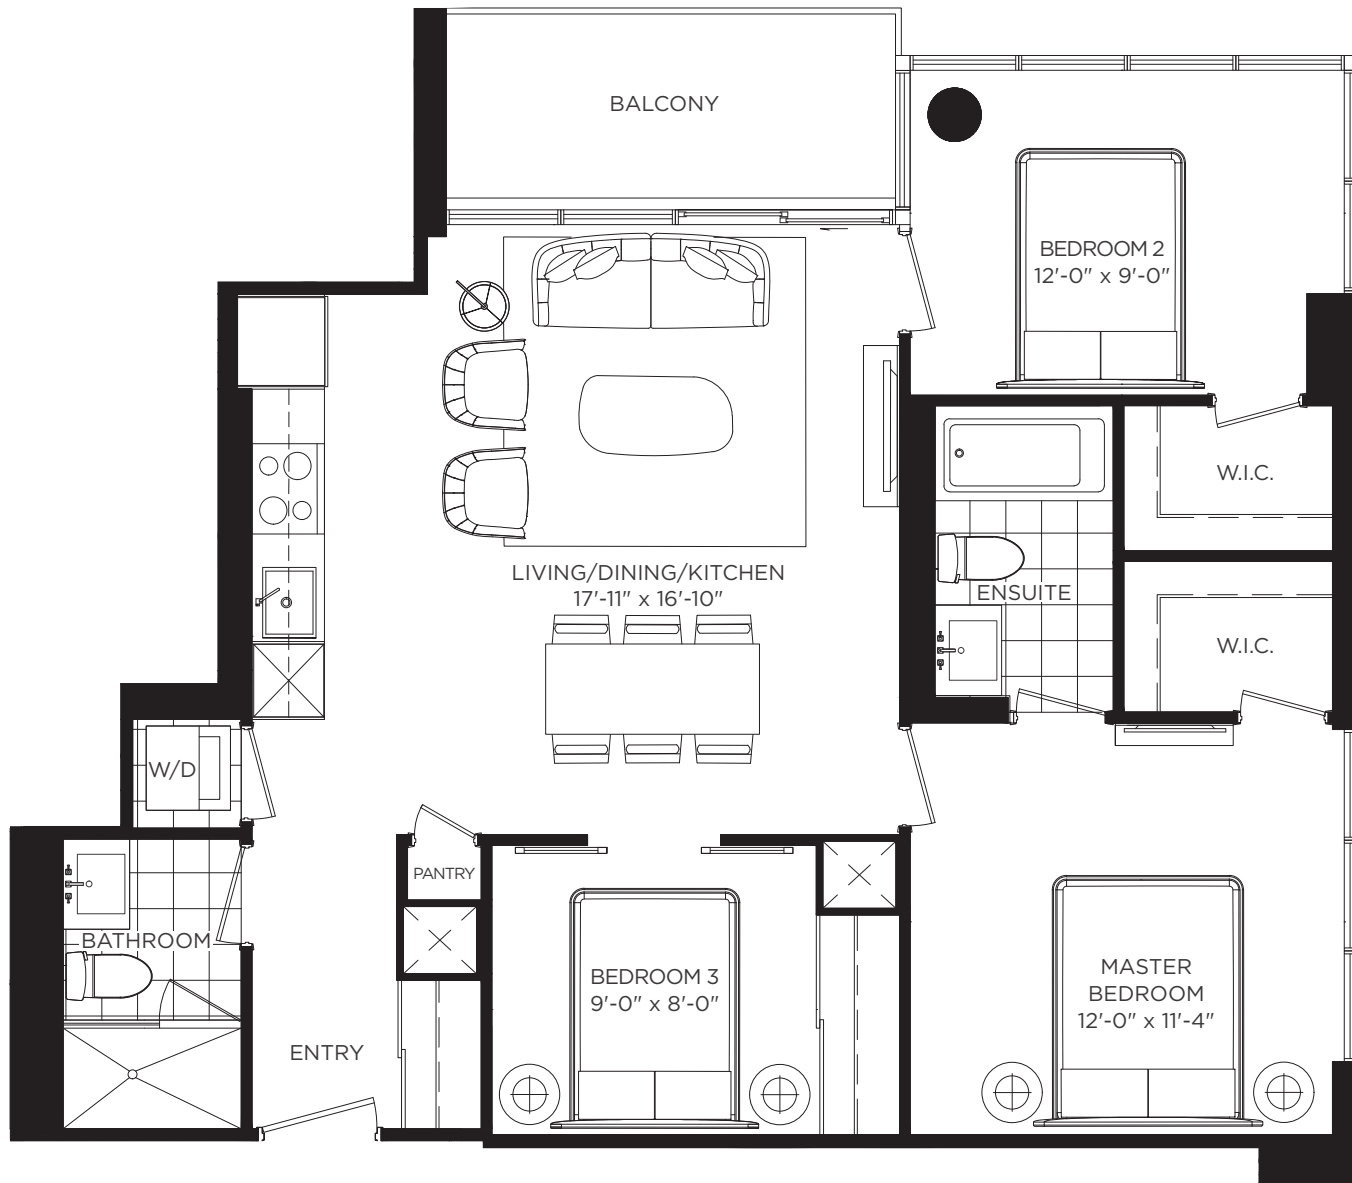 BALCONY
BEDROOM 2
12'-0" x 9'-0"
W.I.C.
LIVING/DINING/KITCHEN
17'-11" x 16'-10"
ENSUITE
W.I.C.
W/D
PANTRY
BATHROOM
BEDROOM 3
9'-0" x 8'-0"
MASTER
BEDROOM
12'-0" x 11'-4"
ENTRY